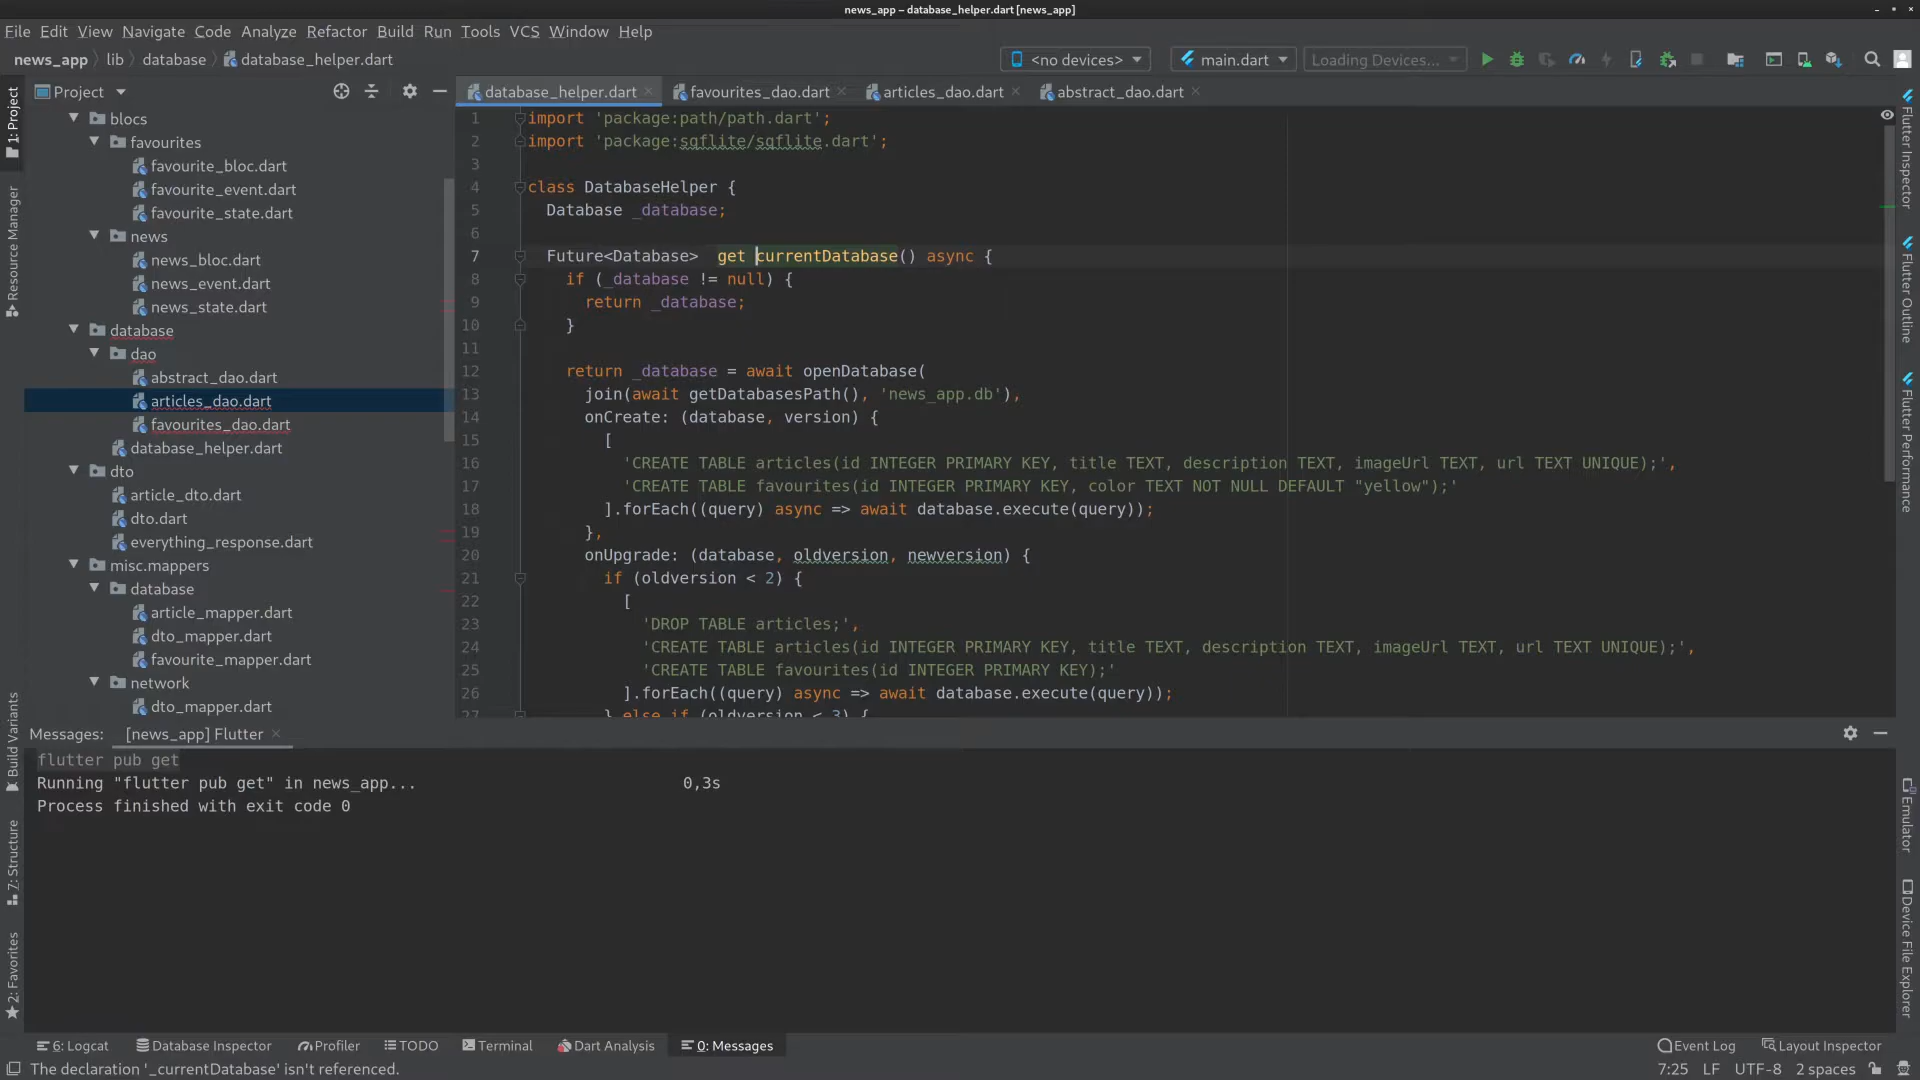 news_app – database_helper.dart [news_app]
File Edit View Navigate Code Analyze Refactor Build Run Tools VCS Window Help
news_app lib database database_helper.dart
<no devices> main.dart Loading Devices...
1: Project
Resource Manager
Build Variants
7: Structure
2: Favorites
Project
blocs
favourites
favourite_bloc.dart
favourite_event.dart
favourite_state.dart
news
news_bloc.dart
news_event.dart
news_state.dart
database
dao
abstract_dao.dart
articles_dao.dart
favourites_dao.dart
database_helper.dart
dto
article_dto.dart
dto.dart
everything_response.dart
misc.mappers
database
article_mapper.dart
dto_mapper.dart
favourite_mapper.dart
network
dto_mapper.dart
database_helper.dart favourites_dao.dart articles_dao.dart abstract_dao.dart
1 import 'package:path/path.dart';
2 import 'package:sqflite/sqflite.dart';
3
4 class DatabaseHelper {
5 Database _database;
6
7 Future<Database>  get currentDatabase() async {
8 if (_database != null) {
9 return _database;
10 }
11
12 return _database = await openDatabase(
13 join(await getDatabasesPath(), 'news_app.db'),
14 onCreate: (database, version) {
15 [
16 'CREATE TABLE articles(id INTEGER PRIMARY KEY, title TEXT, description TEXT, imageUrl TEXT, url TEXT UNIQUE);',
17 'CREATE TABLE favourites(id INTEGER PRIMARY KEY, color TEXT NOT NULL DEFAULT "yellow");'
18 ].forEach((query) async => await database.execute(query));
19 },
20 onUpgrade: (database, oldversion, newversion) {
21 if (oldversion < 2) {
22 [
23 'DROP TABLE articles;',
24 'CREATE TABLE articles(id INTEGER PRIMARY KEY, title TEXT, description TEXT, imageUrl TEXT, url TEXT UNIQUE);',
25 'CREATE TABLE favourites(id INTEGER PRIMARY KEY);'
26 ].forEach((query) async => await database.execute(query));
27 } else if (oldversion < 3) {
Flutter Inspector
Flutter Outline
Flutter Performance
Emulator
Device File Explorer
Messages: [news_app] Flutter
flutter pub get
Running "flutter pub get" in news_app... 0,3s
Process finished with exit code 0
6: Logcat Database Inspector Profiler TODO Terminal Dart Analysis 0: Messages Event Log Layout Inspector
The declaration '_currentDatabase' isn't referenced. 7:25 LF UTF-8 2 spaces